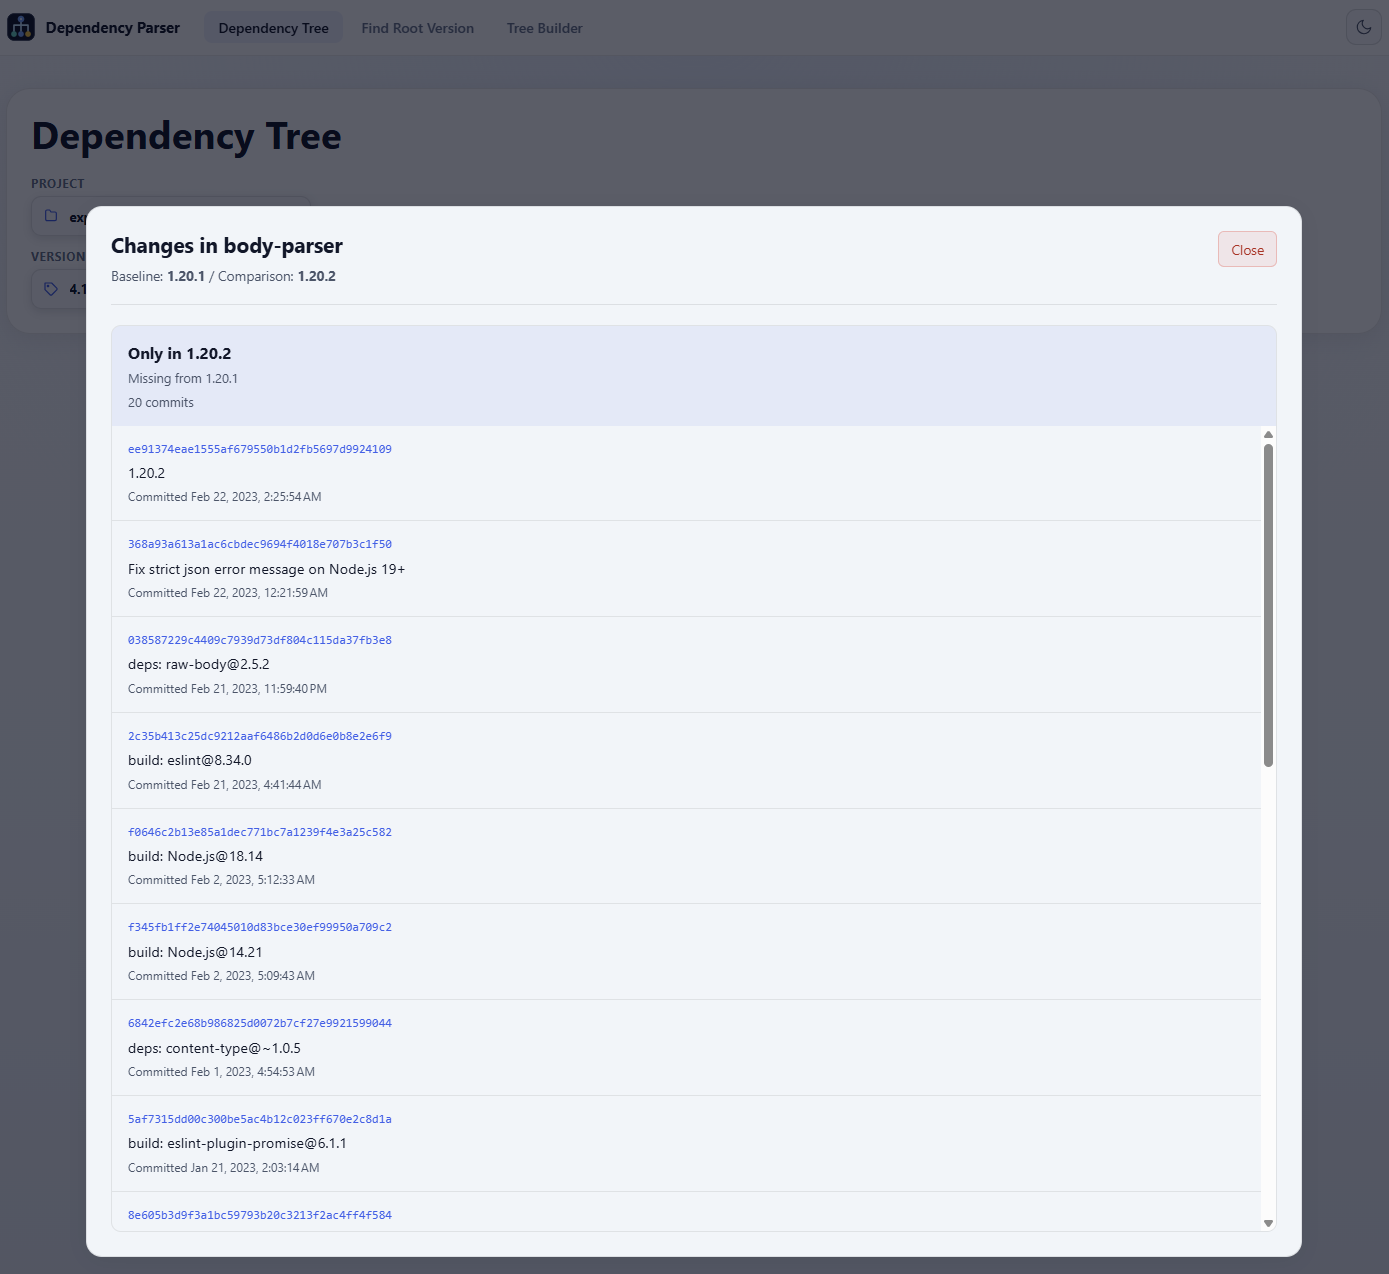 Dependency Parser
Dependency Tree
Find Root Version
Tree Builder
Dependency Tree
PROJECT
VERSION
4.1
Changes in body-parser
Close
Baseline: 1.20.1 / Comparison: 1.20.2
Only in 1.20.2
Missing from 1.20.1
20 commits
ee91374eae1555af679550b1d2fb5697d9924109
1.20.2
Committed Feb 22, 2023, 2:25:54 AM
368a93a613a1ac6cbdec9694f4018e707b3c1f50
Fix strict json error message on Node.js 19+
Committed Feb 22, 2023, 12:21:59 AM
038587229c4409c7939d73df804c115da37fb3e8
deps: raw-body@2.5.2
Committed Feb 21, 2023, 11:59:40 PM
2c35b413c25dc9212aaf6486b2d0d6e0b8e2e6f9
build: eslint@8.34.0
Committed Feb 21, 2023, 4:41:44 AM
f0646c2b13e85a1dec771bc7a1239f4e3a25c582
build: Node.js@18.14
Committed Feb 2, 2023, 5:12:33 AM
f345fb1ff2e74045010d83bce30ef99950a709c2
build: Node.js@14.21
Committed Feb 2, 2023, 5:09:43 AM
6842efc2e68b986825d0072b7cf27e9921599044
deps: content-type@~1.0.5
Committed Feb 1, 2023, 4:54:53 AM
5af7315dd00c300be5ac4b12c023ff670e2c8d1a
build: eslint-plugin-promise@6.1.1
Committed Jan 21, 2023, 2:03:14 AM
8e605b3d9f3a1bc59793b20c3213f2ac4ff4f584